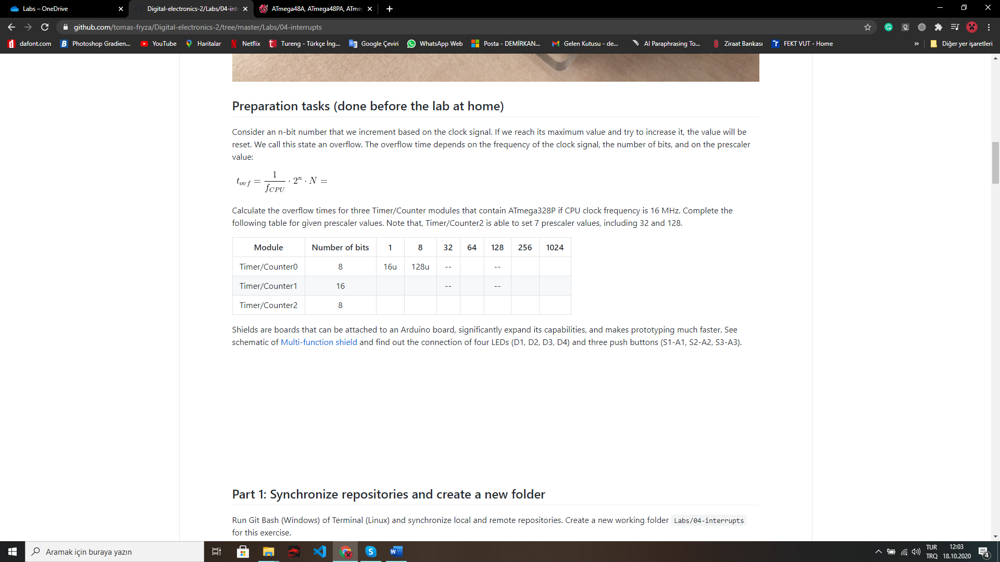 Labs – OneDrive
Digital-electronics-2/Labs/04-inte
ATmega48A, ATmega48PA, ATme
github.com/tomas-fryza/Digital-electronics-2/tree/master/Labs/04-interrupts
dafont.com
Photoshop Gradien...
YouTube
Haritalar
Netflix
Tureng - Türkçe İng...
Google Çeviri
WhatsApp Web
Posta - DEMİRKAN...
Gelen Kutusu - de...
AI Paraphrasing To...
Ziraat Bankası
FEKT VUT - Home
»
Diğer yer işaretleri
Preparation tasks (done before the lab at home)
Consider an n-bit number that we increment based on the clock signal. If we reach its maximum value and try to increase it, the value will be
reset. We call this state an overflow. The overflow time depends on the frequency of the clock signal, the number of bits, and on the prescaler
value:
t_{ovf} = \frac{1}{f_{CPU}} · 2^n · N =
Calculate the overflow times for three Timer/Counter modules that contain ATmega328P if CPU clock frequency is 16 MHz. Complete the
following table for given prescaler values. Note that, Timer/Counter2 is able to set 7 prescaler values, including 32 and 128.
Module Number of bits 1 8 32 64 128 256 1024
Timer/Counter0 8 16u 128u -- --
Timer/Counter1 16 -- --
Timer/Counter2 8
Shields are boards that can be attached to an Arduino board, significantly expand its capabilities, and makes prototyping much faster. See
schematic of Multi-function shield and find out the connection of four LEDs (D1, D2, D3, D4) and three push buttons (S1-A1, S2-A2, S3-A3).
Part 1: Synchronize repositories and create a new folder
Run Git Bash (Windows) of Terminal (Linux) and synchronize local and remote repositories. Create a new working folder Labs/04-interrupts
for this exercise.
Aramak için buraya yazın
TUR
TRQ
12:03
18.10.2020
4